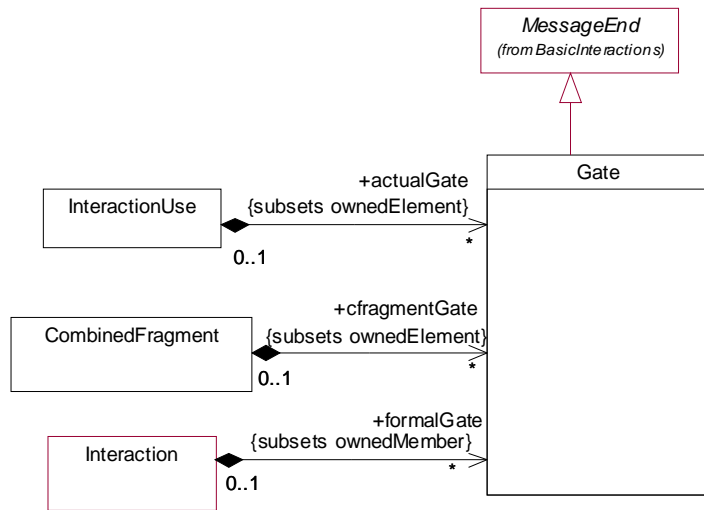 MessageEnd
(from BasicInteractions)
Gate
+actualGate
InteractionUse
{subsets ownedElement}
0..1
*
+cfragmentGate
CombinedFragment
{subsets ownedElement}
0..1
*
+formalGate
Interaction
{subsets ownedMember}
0..1
*